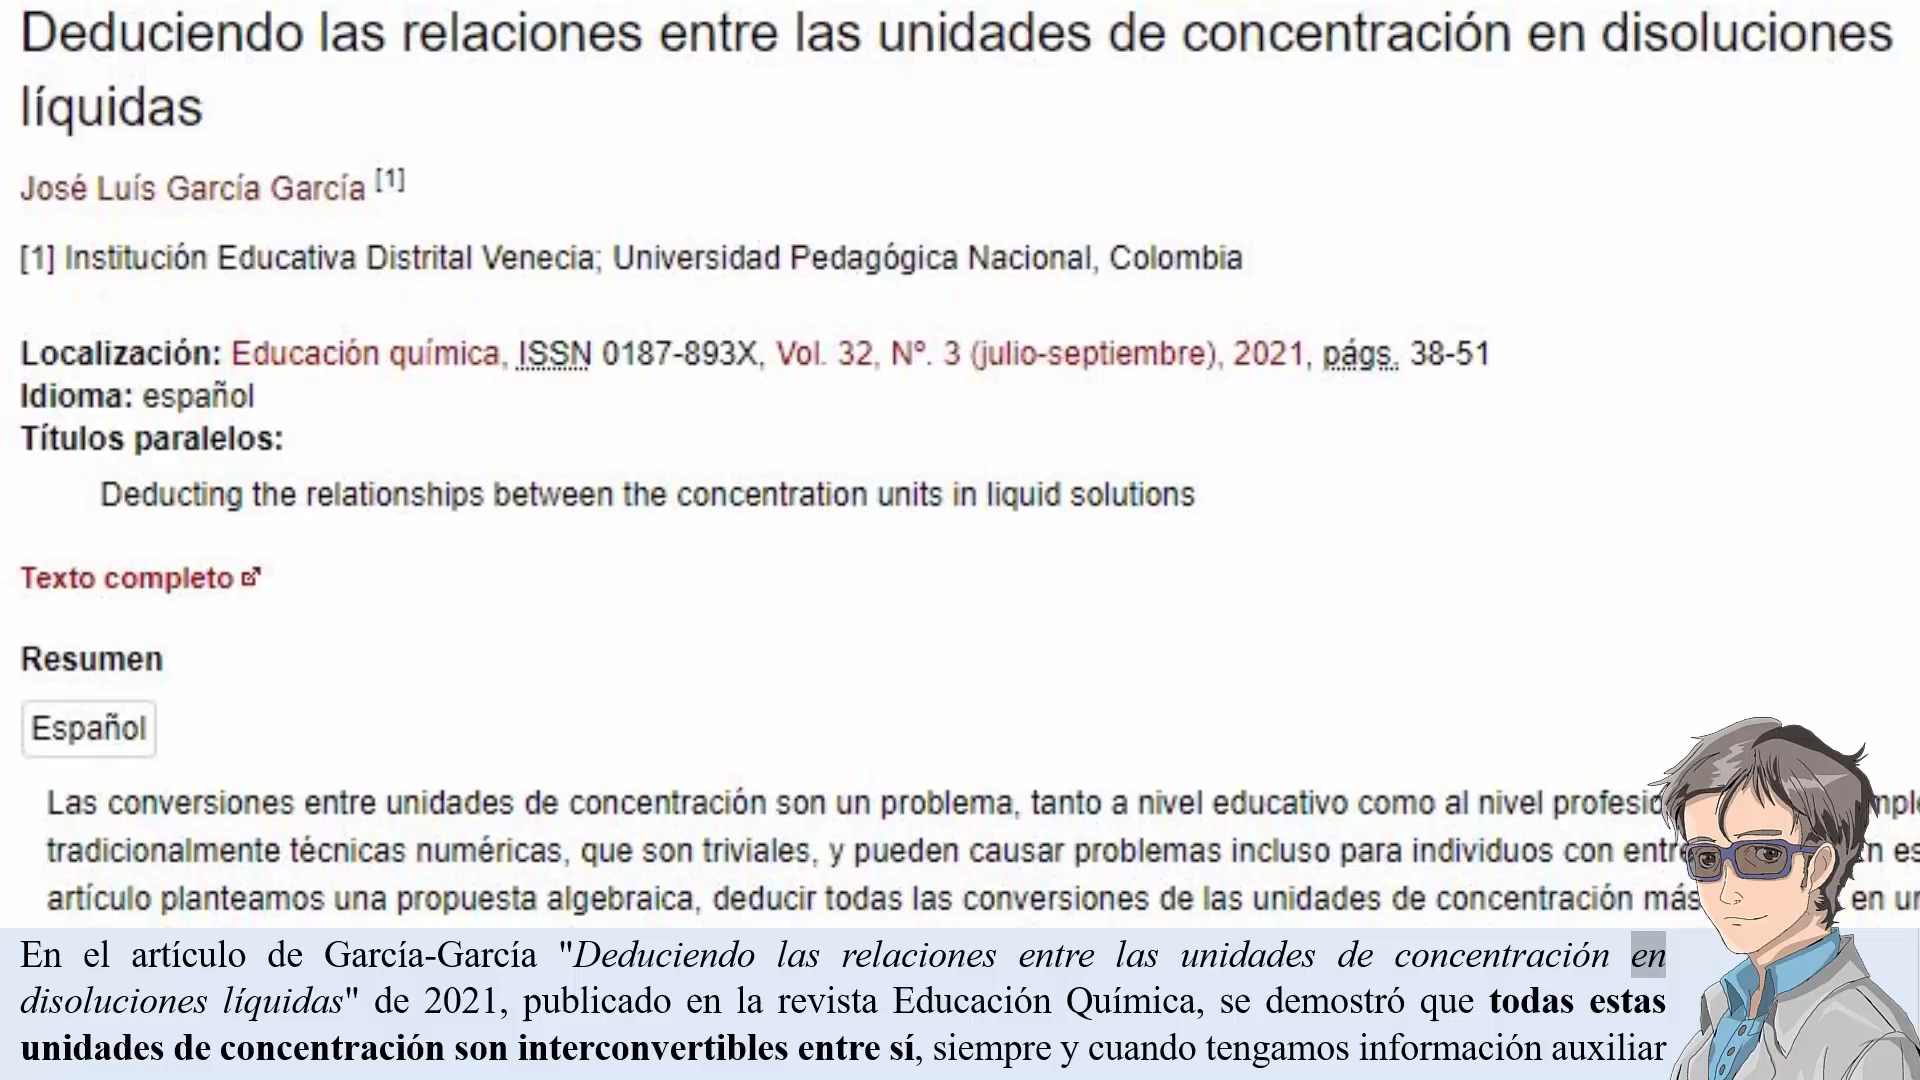 Deduciendo las relaciones entre las unidades de concentración en disoluciones
líquidas
José Luís García García [1]
[1] Institución Educativa Distrital Venecia; Universidad Pedagógica Nacional, Colombia
Localización: Educación química, ISSN 0187-893X, Vol. 32, Nº. 3 (julio-septiembre), 2021, págs. 38-51
Idioma: español
Títulos paralelos:
Deducting the relationships between the concentration units in liquid solutions
Texto completo
Resumen
Español
Las conversiones entre unidades de concentración son un problema, tanto a nivel educativo como al nivel
tradicionalmente técnicas numéricas, que son triviales, y pueden causar problemas incluso para individuos con
artículo planteamos una propuesta algebraica, deducir todas las conversiones de las unidades de concentración más en
En el artículo de García-García "Deduciendo las relaciones entre las unidades de concentración en
disoluciones líquidas" de 2021, publicado en la revista Educación Química, se demostró que todas estas
unidades de concentración son interconvertibles entre sí, siempre y cuando tengamos información auxiliar